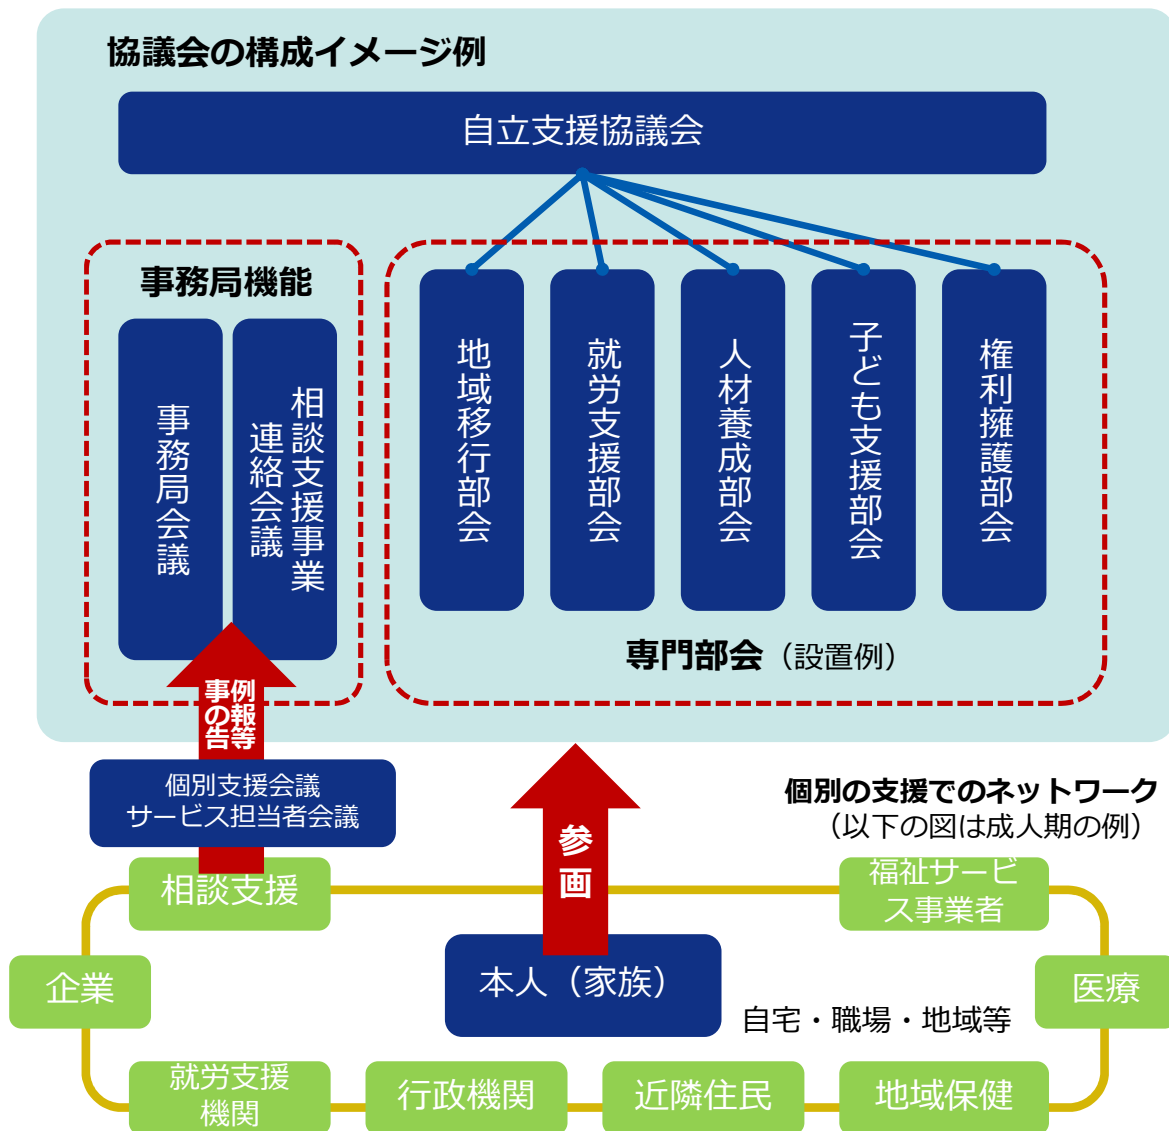 協議会の構成イメージ例
自立支援協議会
事務局機能
事務局会議
相談支援事業
連絡会議
地域移行部会
就労支援部会
人材養成部会
子ども支援部会
権利擁護部会
専門部会（設置例）
事例
の報
告等
個別支援会議
サービス担当者会議
参画
個別の支援でのネットワーク
（以下の図は成人期の例）
相談支援
福祉サービ
ス事業者
企業
本人（家族）
医療
自宅・職場・地域等
就労支援
機関
行政機関
近隣住民
地域保健